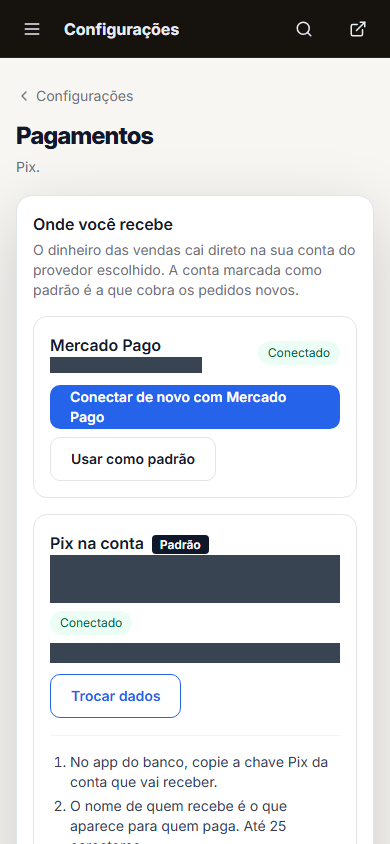 Configurações
Configurações
Pagamentos
Pix.
Onde você recebe
O dinheiro das vendas cai direto na sua conta do
provedor escolhido. A conta marcada como
padrão é a que cobra os pedidos novos.
Mercado Pago
Conectado
Conectar de novo com Mercado
Pago
Usar como padrão
Pix na conta
Padrão
Conectado
Trocar dados
1. No app do banco, copie a chave Pix da
conta que vai receber.
2. O nome de quem recebe é o que
aparece para quem paga. Até 25